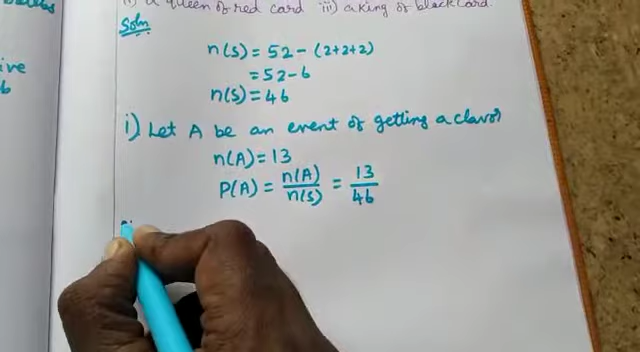 ii) a queen of red card iii) a king of black card.
Soln
n(S) = 52 - (2+2+2)
= 52 - 6
n(S) = 46
i) Let A be an event of getting a clavor
n(A) = 13
P(A) = n(A)/n(S) = 13/46